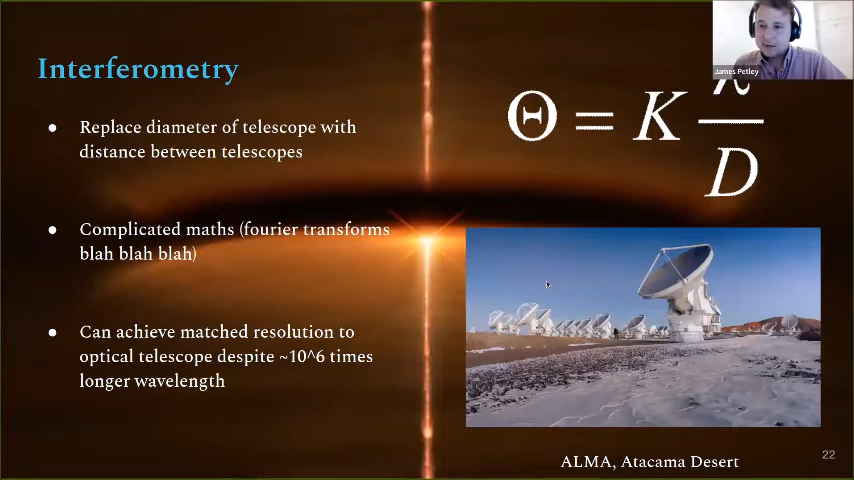 Interferometry
James Petley
● Replace diameter of telescope with
distance between telescopes
Θ = K
D
● Complicated maths (fourier transforms
blah blah blah)
● Can achieve matched resolution to
optical telescope despite ~10^6 times
longer wavelength
ALMA, Atacama Desert
22